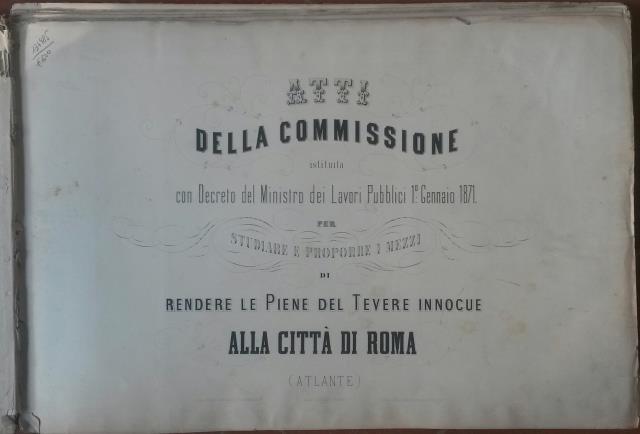 ATTI
DELLA COMMISSIONE
istituita
con Decreto del Ministro dei Lavori Pubblici 1º Gennaio 1871.
PER
STUDIARE E PROPORRE I MEZZI
DI
RENDERE LE PIENE DEL TEVERE INNOCUE
ALLA CITTÀ DI ROMA
(ATLANTE)